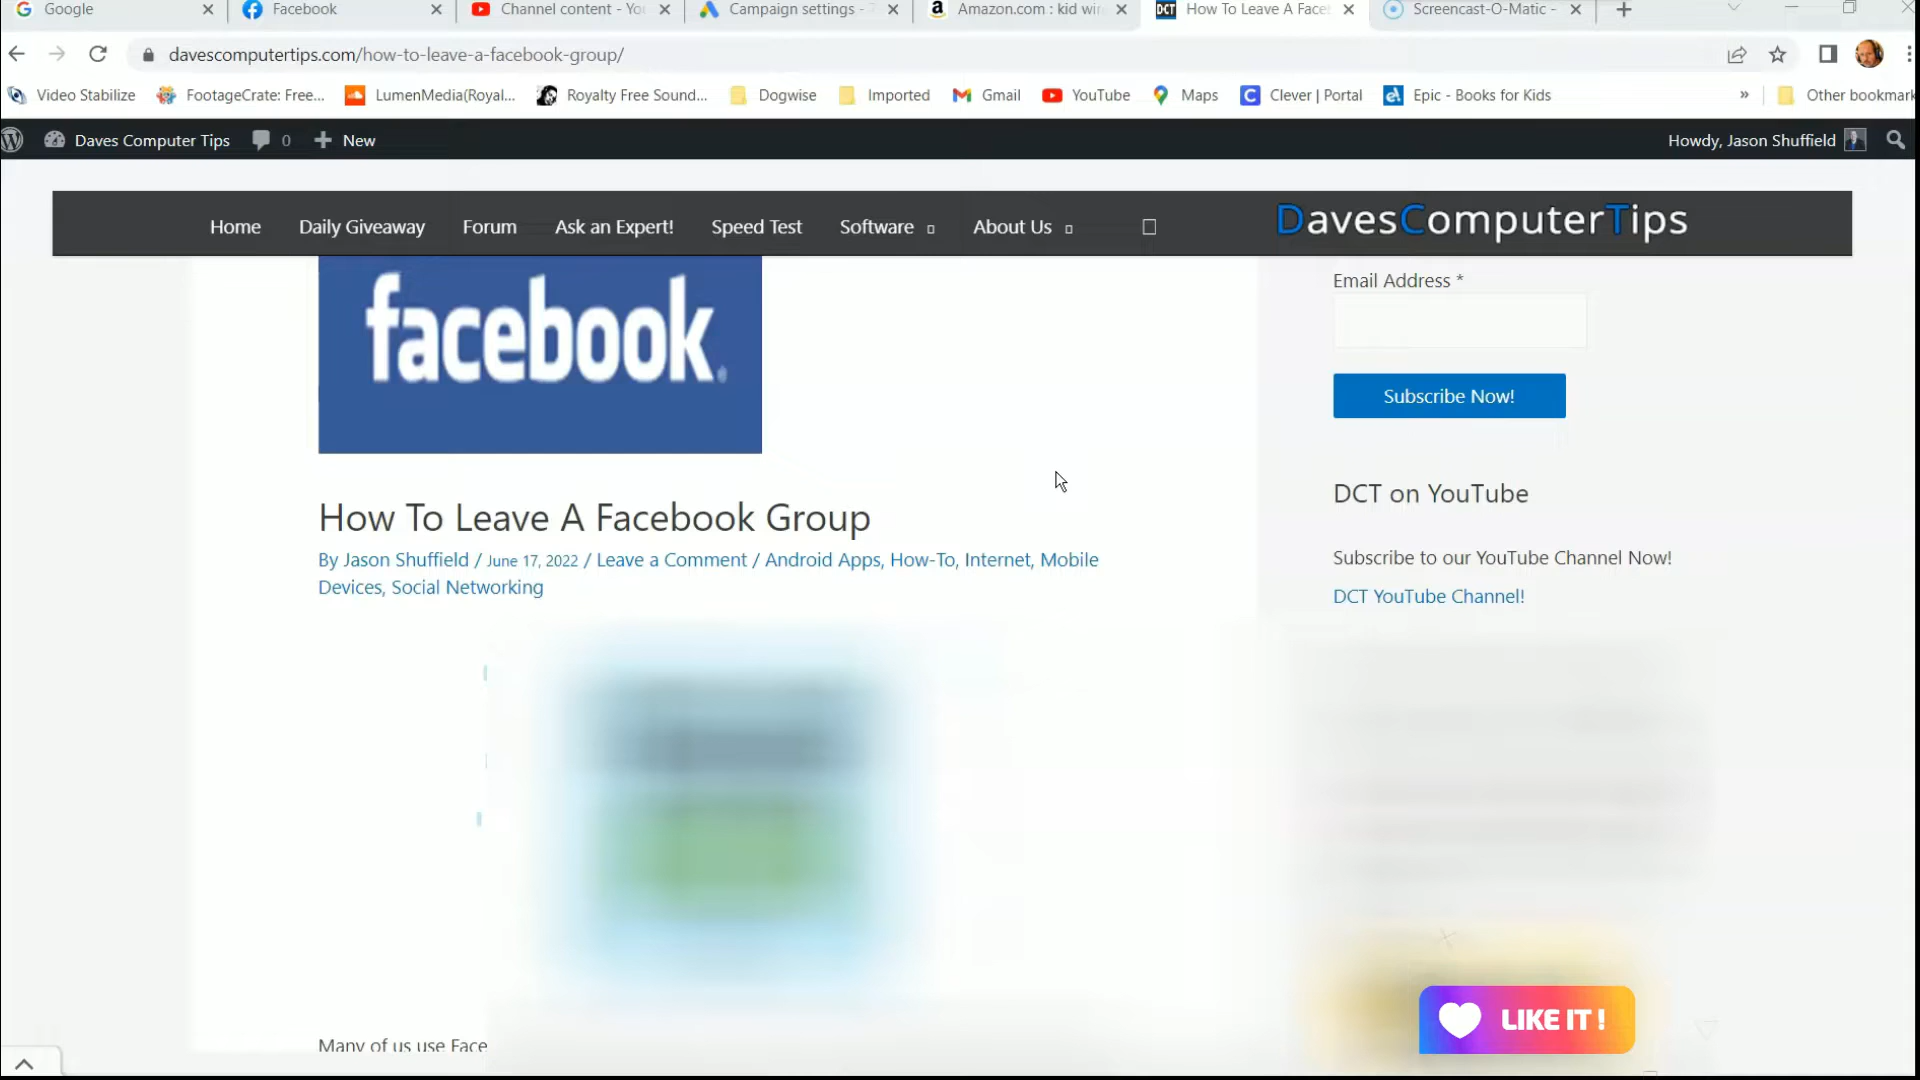 Google
Facebook
Channel content - Yo
Campaign settings -
Amazon.com : kid wi
DCT How To Leave A Face
Screencast-O-Matic -
davescomputertips.com/how-to-leave-a-facebook-group/
Video Stabilize
FootageCrate: Free...
LumenMedia(Royal...
Royalty Free Sound...
Dogwise
Imported
Gmail
YouTube
Maps
Clever | Portal
Epic - Books for Kids
»
Other bookmark
Daves Computer Tips
0
New
Howdy, Jason Shuffield
Home
Daily Giveaway
Forum
Ask an Expert!
Speed Test
Software
About Us
DavesComputerTips
facebook
Email Address *
Subscribe Now!
DCT on YouTube
Subscribe to our YouTube Channel Now!
DCT YouTube Channel!
How To Leave A Facebook Group
By Jason Shuffield / June 17, 2022 / Leave a Comment / Android Apps, How-To, Internet, Mobile
Devices, Social Networking
Many of us use Face
LIKE IT !